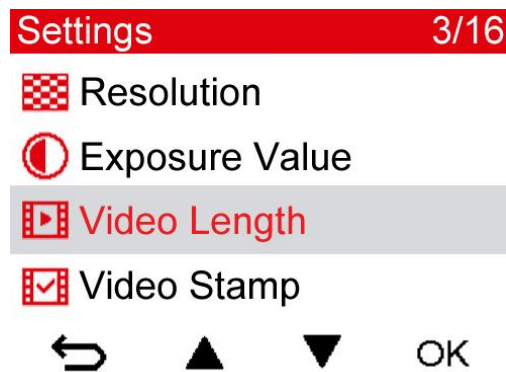 Settings 3/16
Resolution
Exposure Value
Video Length
Video Stamp
OK